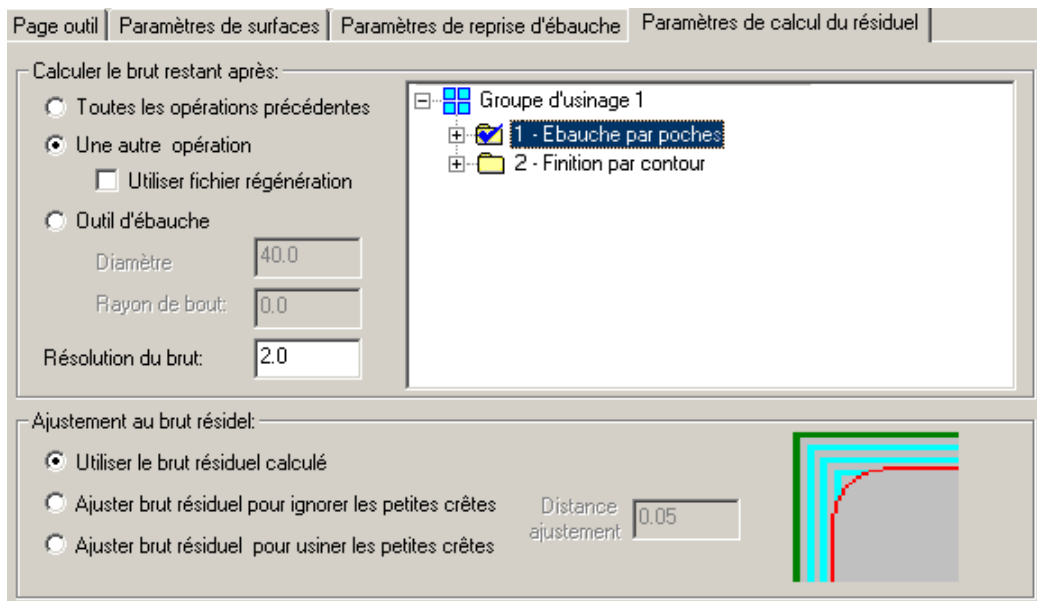 Page outil
Paramètres de surfaces
Paramètres de reprise d'ébauche
Paramètres de calcul du résiduel
Calculer le brut restant après:
Toutes les opérations précédentes
Une autre opération
Utiliser fichier régénération
Outil d'ébauche
Diamètre
40.0
Rayon de bout:
0.0
Résolution du brut:
2.0
Groupe d'usinage 1
1 - Ebauche par poches
2 - Finition par contour
Ajustement au brut résidel:
Utiliser le brut résiduel calculé
Ajuster brut résiduel pour ignorer les petites crêtes
Ajuster brut résiduel pour usiner les petites crêtes
Distance
ajustement
0.05